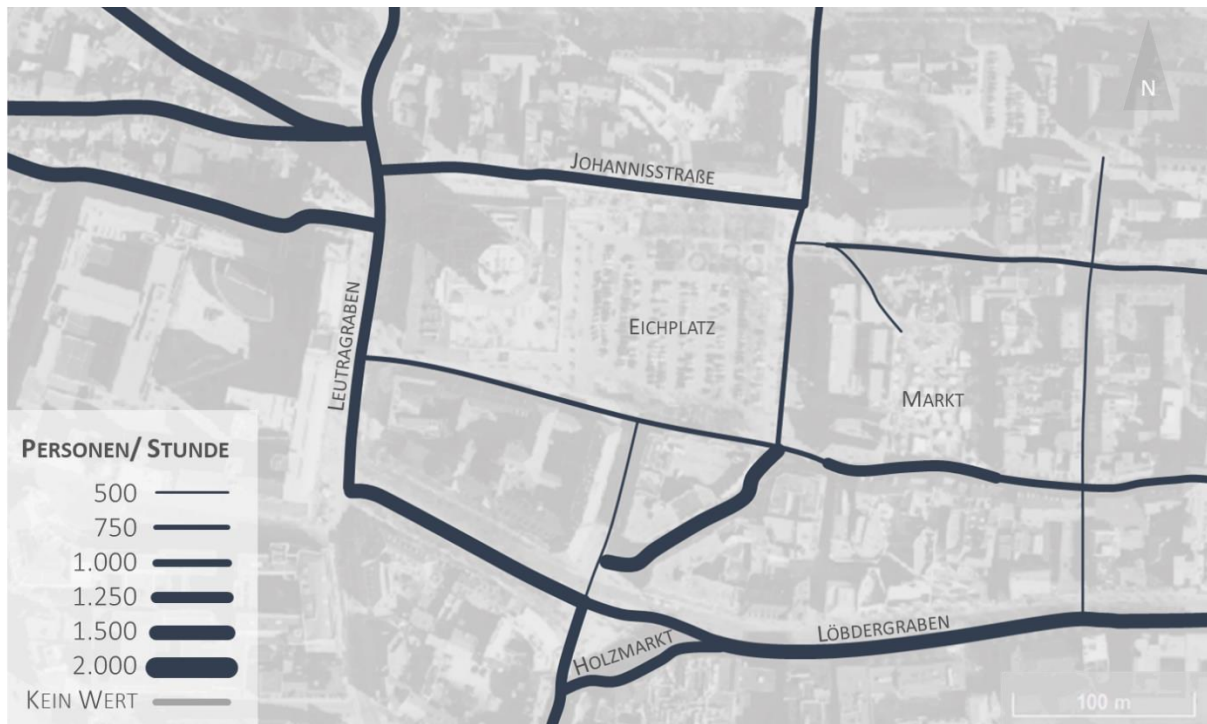 N
JOHANNISSTRAßE
LEUTRAGRABEN
EICHPLATZ
MARKT
PERSONEN/ STUNDE
500
750
1.000
1.250
1.500
2.000
KEIN WERT
HOLZMARKT
LÖBDERGRABEN
100 m